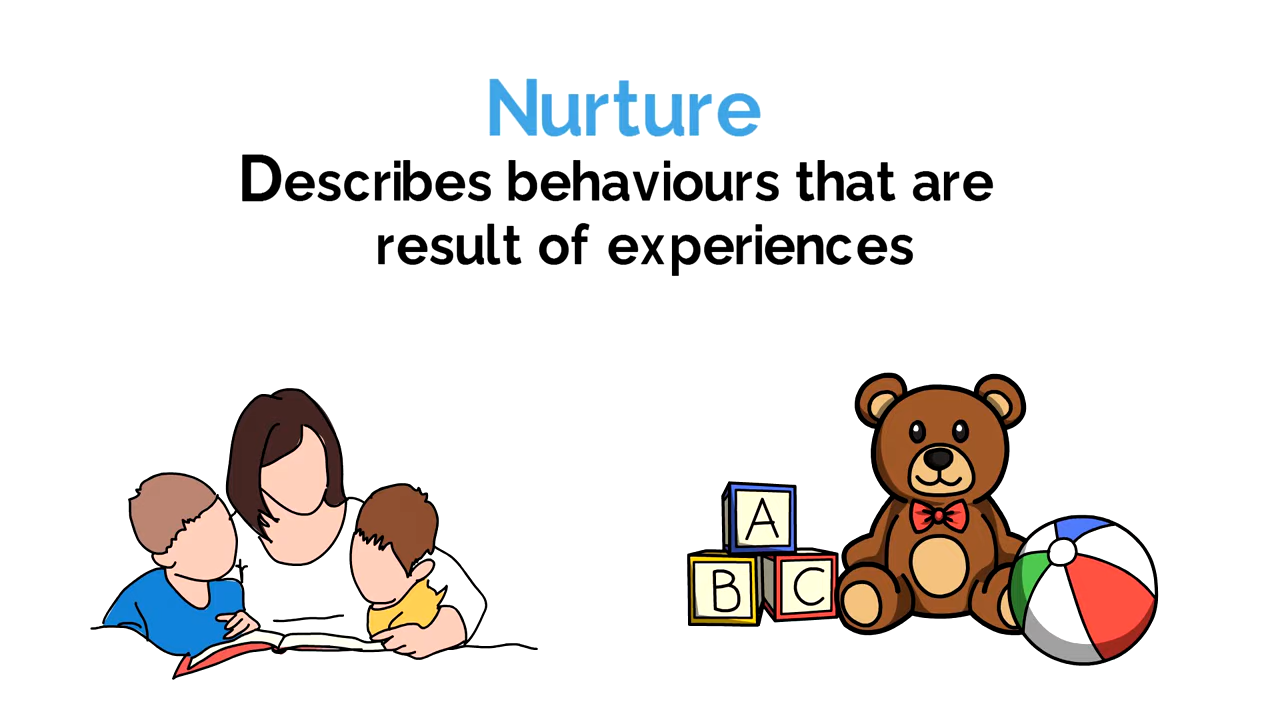 Nurture
Describes behaviours that are
result of experiences
A
B C